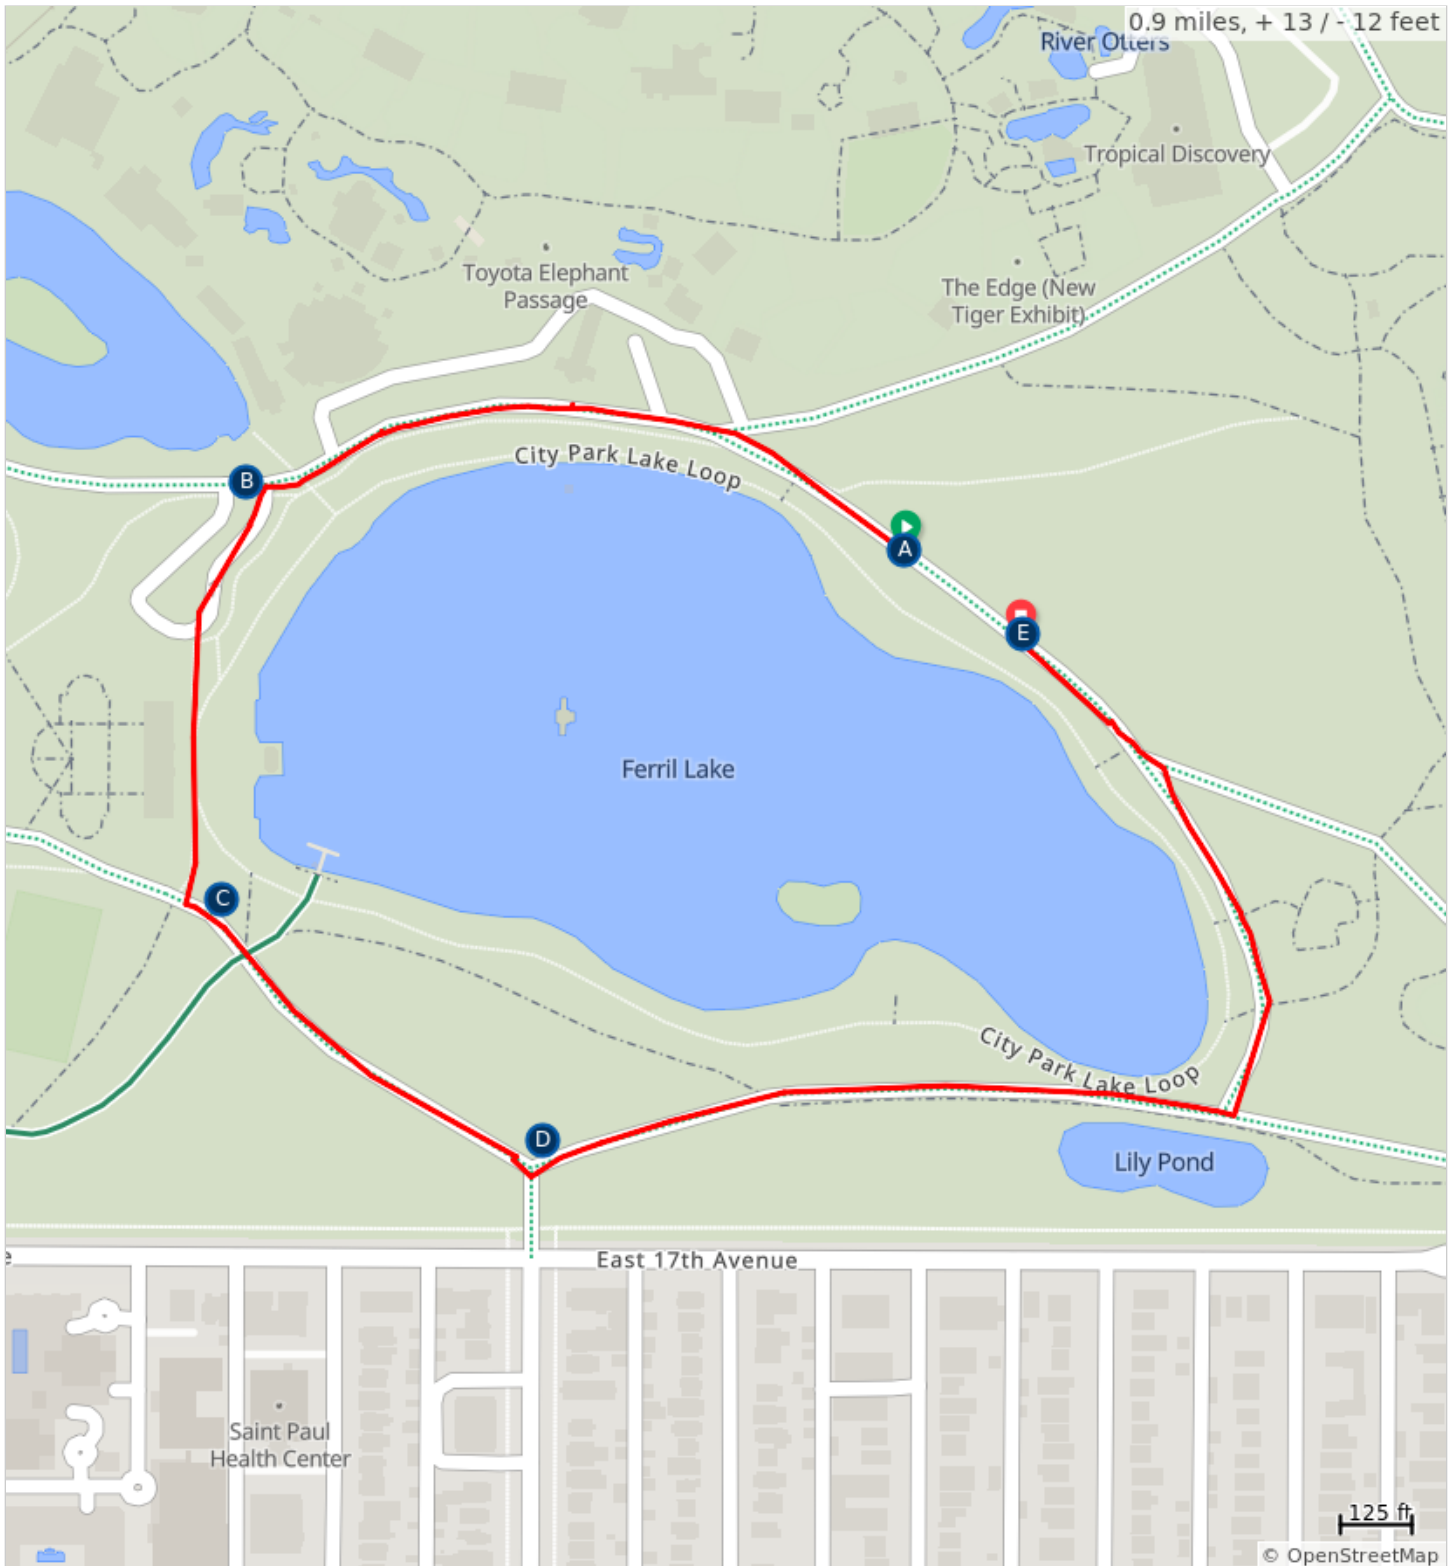 0.9 miles, + 13 / - 12 feet
River Otters
Tropical Discovery
Toyota Elephant
Passage
The Edge (New
Tiger Exhibit)
City Park Lake Loop
B
A
E
Ferril Lake
C
City Park Lake Loop
D
Lily Pond
e
East 17th Avenue
Saint Paul
Health Center
125 ft
© OpenStreetMap